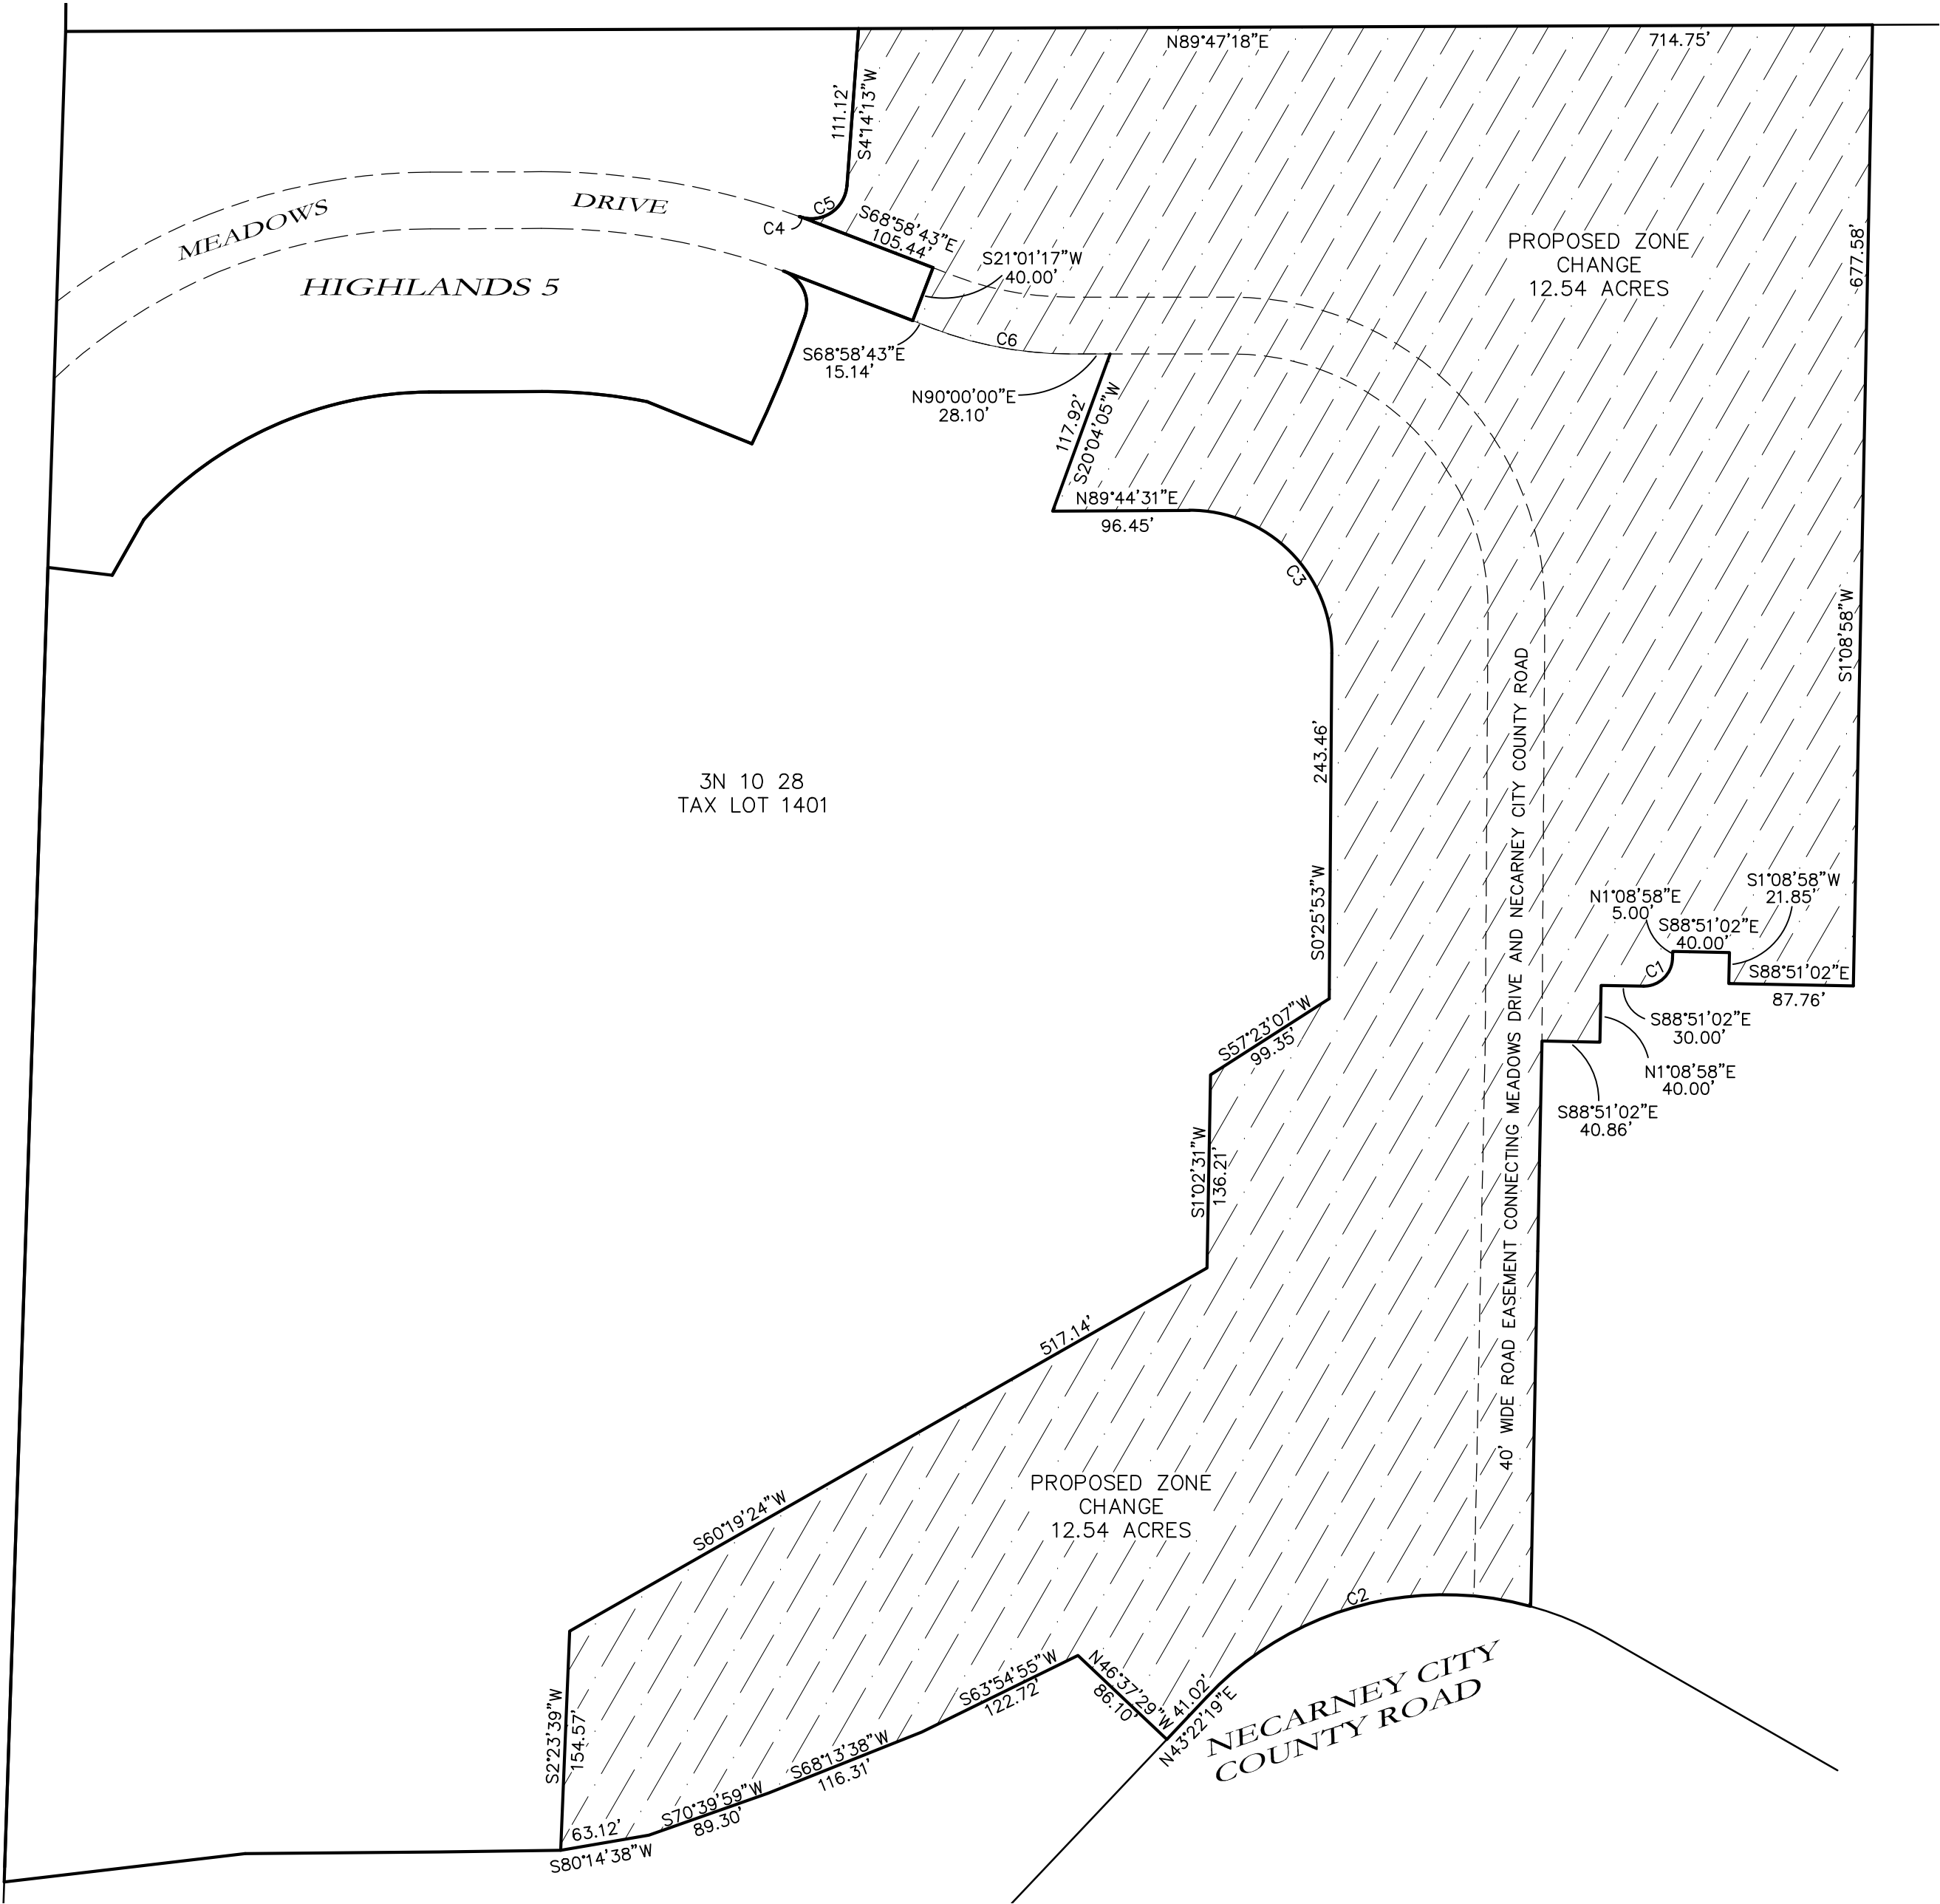 N89°47'18"E
714.75'
111.12'
S4°14'13"W
MEADOWS
DRIVE
HIGHLANDS 5
C4
C5
S68°58'43"E
105.44'
S21°01'17"W
40.00'
PROPOSED ZONE
CHANGE
12.54 ACRES
677.58'
S1°08'58"W
C6
S68°58'43"E
15.14'
N90°00'00"E
28.10'
117.92'
S20°04'05"W
N89°44'31"E
96.45'
C3
243.46'
S0°25'53"W
3N 10 28
TAX LOT 1401
40' WIDE ROAD EASEMENT CONNECTING MEADOWS DRIVE AND NECARNEY CITY COUNTY ROAD
N1°08'58"E
5.00'
S1°08'58"W
21.85'
S88°51'02"E
40.00'
C1
S88°51'02"E
87.76'
S88°51'02"E
30.00'
N1°08'58"E
40.00'
S88°51'02"E
40.86'
S57°23'07"W
99.35'
S1°02'31"W
136.21'
517.14'
S60°19'24"W
PROPOSED ZONE
CHANGE
12.54 ACRES
C2
S2°23'39"W
154.57'
63.12'
S80°14'38"W
S70°39'59"W
89.30'
S68°13'38"W
116.31'
S63°54'55"W
122.72'
N46°37'29"W
86.10'
41.02'
N43°22'19"E
NECARNEY CITY
COUNTY ROAD